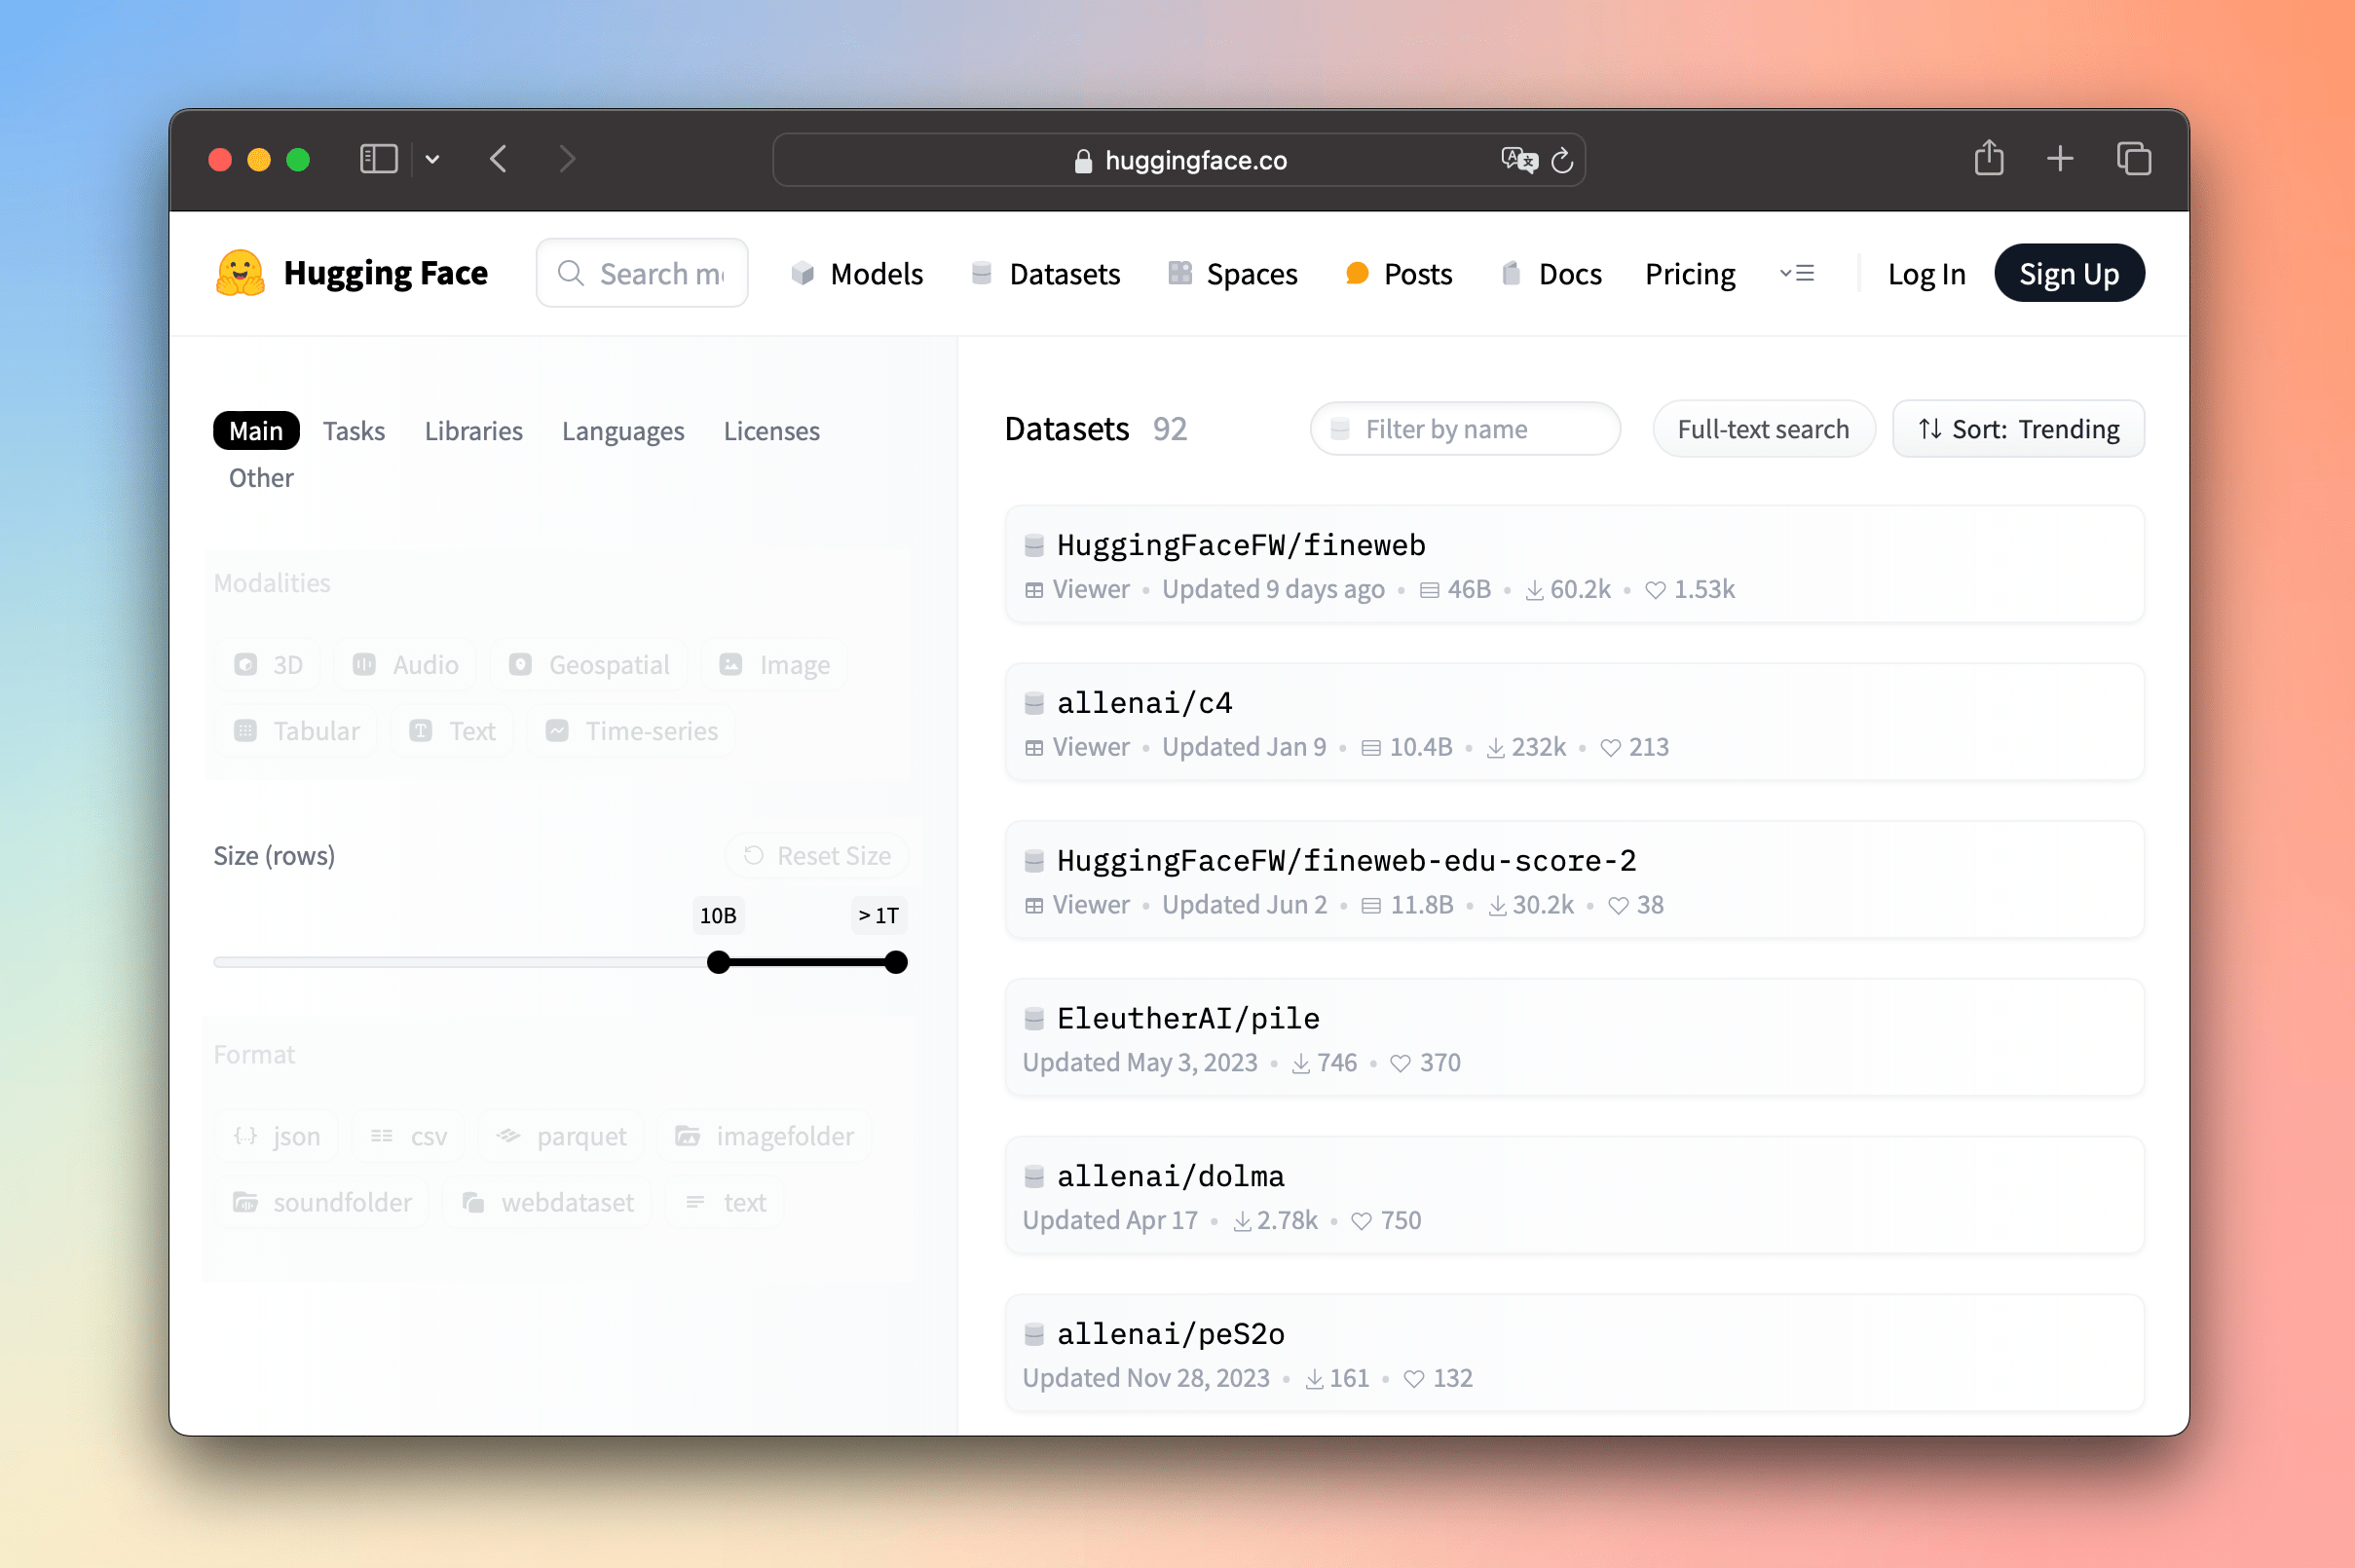 huggingface.co
Hugging Face
Search mo
Models
Datasets
Spaces
Posts
Docs
Pricing
Log In
Sign Up
Main
Tasks
Libraries
Languages
Licenses
Other
Modalities
3D
Audio
Geospatial
Image
Tabular
Text
Time-series
Size (rows)
Reset Size
10B
> 1T
Format
json
csv
parquet
imagefolder
soundfolder
webdataset
text
Datasets 92
Filter by name
Full-text search
Sort: Trending
HuggingFaceFW/fineweb
Viewer • Updated 9 days ago • 46B • 60.2k • 1.53k
allenai/c4
Viewer • Updated Jan 9 • 10.4B • 232k • 213
HuggingFaceFW/fineweb-edu-score-2
Viewer • Updated Jun 2 • 11.8B • 30.2k • 38
EleutherAI/pile
Updated May 3, 2023 • 746 • 370
allenai/dolma
Updated Apr 17 • 2.78k • 750
allenai/peS2o
Updated Nov 28, 2023 • 161 • 132